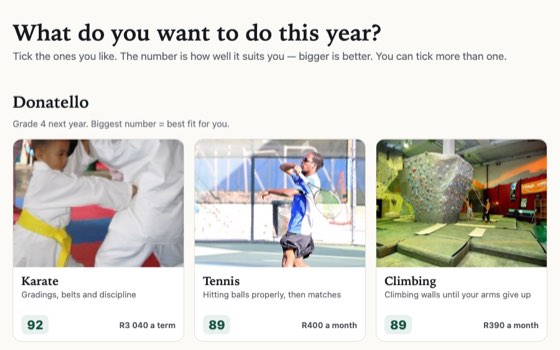 What do you want to do this year?
Tick the ones you like. The number is how well it suits you — bigger is better. You can tick more than one.
Donatello
Grade 4 next year. Biggest number = best fit for you.
Karate
Gradings, belts and discipline
92
R3 040 a term
Tennis
Hitting balls properly, then matches
89
R400 a month
Climbing
Climbing walls until your arms give up
89
R390 a month